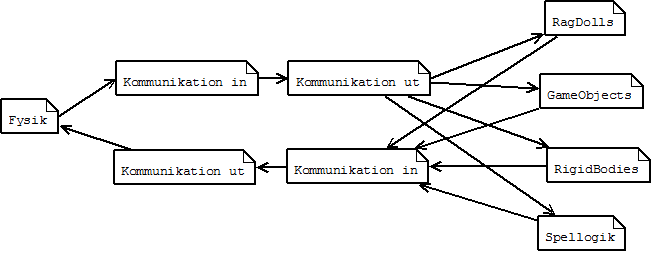 RagDolls
Kommunikation in
Kommunikation ut
GameObjects
Fysik
Kommunikation ut
Kommunikation in
RigidBodies
Spellogik